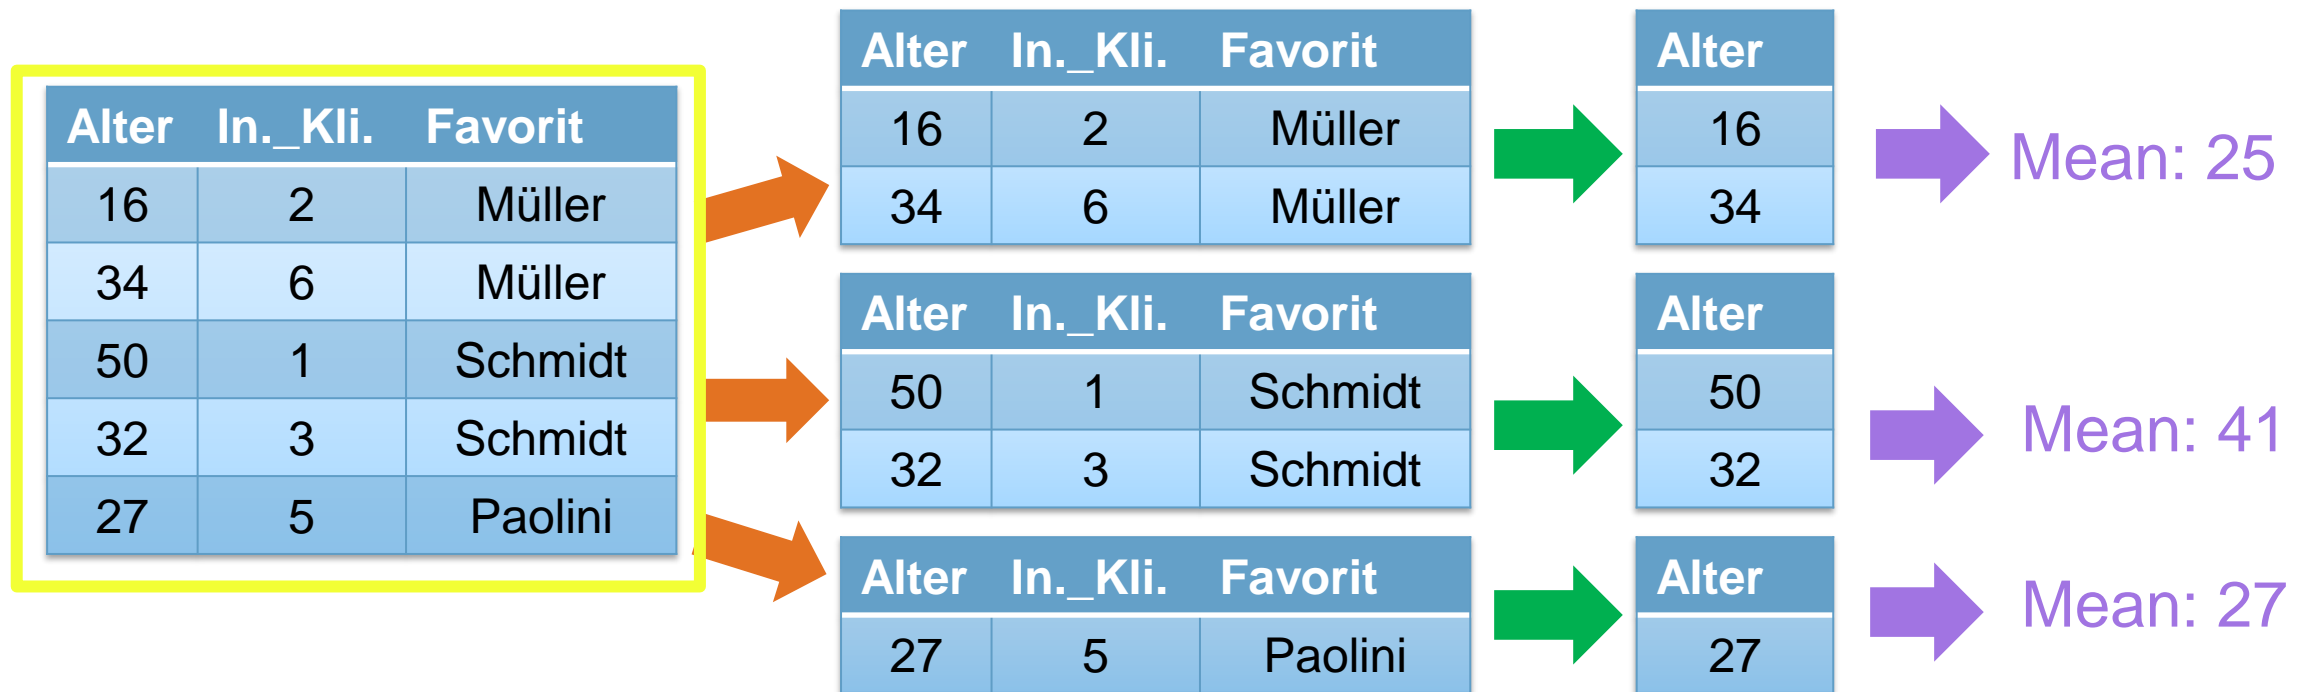 Alter In._Kli. Favorit
16 2 Müller
34 6 Müller
50 1 Schmidt
32 3 Schmidt
27 5 Paolini
Alter In._Kli. Favorit
16 2 Müller
34 6 Müller
Alter
16
34
Mean: 25
Alter In._Kli. Favorit
50 1 Schmidt
32 3 Schmidt
Alter
50
32
Mean: 41
Alter In._Kli. Favorit
27 5 Paolini
Alter
27
Mean: 27